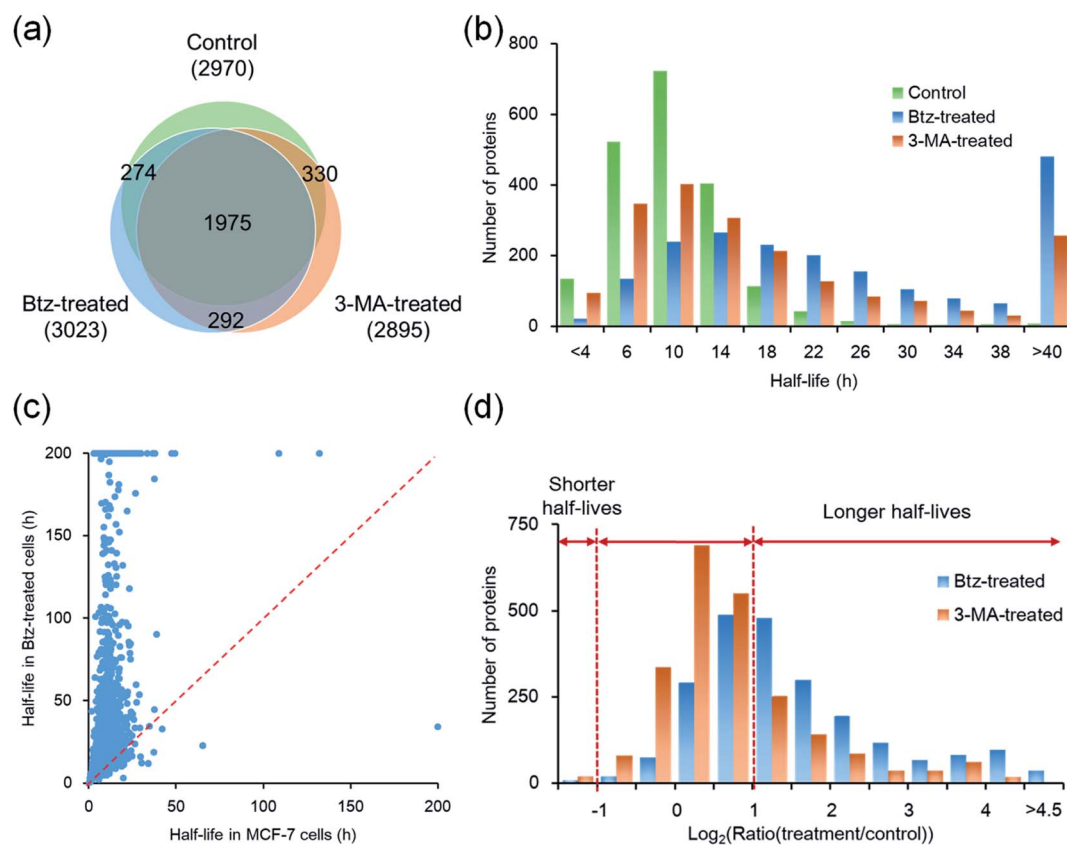 (a)
Control
(2970)
274
330
1975
Btz-treated
(3023)
292
3-MA-treated
(2895)
(b)
800
600
400
200
0
Number of proteins
Control
Btz-treated
3-MA-treated
<4 6 10 14 18 22 26 30 34 38 >40
Half-life (h)
(c)
200
150
100
50
0
Half-life in Btz-treated cells (h)
0 50 100 150 200
Half-life in MCF-7 cells (h)
(d)
Shorter
half-lives
Longer half-lives
750
500
250
0
Number of proteins
Btz-treated
3-MA-treated
-1 0 1 2 3 4 >4.5
Log2(Ratio(treatment/control))